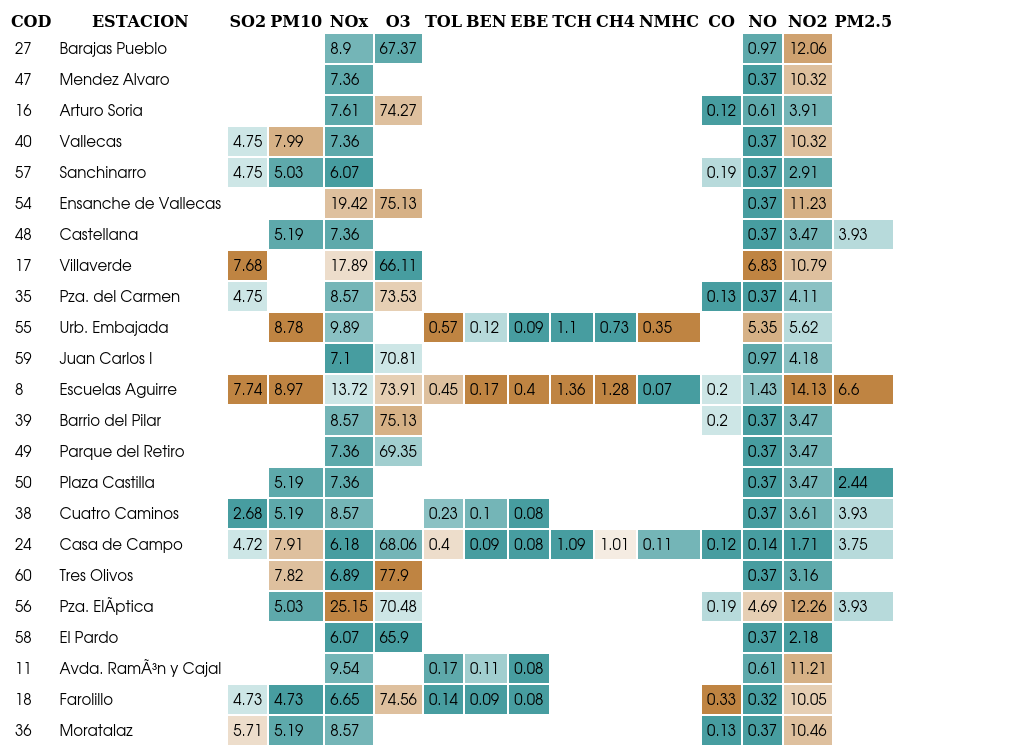 COD ESTACION SO2 PM10 NOx O3 TOL BEN EBE TCH CH4 NMHC CO NO NO2 PM2.5
27 Barajas Pueblo 8.9 67.37 0.97 12.06
47 Mendez Alvaro 7.36 0.37 10.32
16 Arturo Soria 7.61 74.27 0.12 0.61 3.91
40 Vallecas 4.75 7.99 7.36 0.37 10.32
57 Sanchinarro 4.75 5.03 6.07 0.19 0.37 2.91
54 Ensanche de Vallecas 19.42 75.13 0.37 11.23
48 Castellana 5.19 7.36 0.37 3.47 3.93
17 Villaverde 7.68 17.89 66.11 6.83 10.79
35 Pza. del Carmen 4.75 8.57 73.53 0.13 0.37 4.11
55 Urb. Embajada 8.78 9.89 0.57 0.12 0.09 1.1 0.73 0.35 5.35 5.62
59 Juan Carlos I 7.1 70.81 0.97 4.18
8 Escuelas Aguirre 7.74 8.97 13.72 73.91 0.45 0.17 0.4 1.36 1.28 0.07 0.2 1.43 14.13 6.6
39 Barrio del Pilar 8.57 75.13 0.2 0.37 3.47
49 Parque del Retiro 7.36 69.35 0.37 3.47
50 Plaza Castilla 5.19 7.36 0.37 3.47 2.44
38 Cuatro Caminos 2.68 5.19 8.57 0.23 0.1 0.08 0.37 3.61 3.93
24 Casa de Campo 4.72 7.91 6.18 68.06 0.4 0.09 0.08 1.09 1.01 0.11 0.12 0.14 1.71 3.75
60 Tres Olivos 7.82 6.89 77.9 0.37 3.16
56 Pza. ElÃptica 5.03 25.15 70.48 0.19 4.69 12.26 3.93
58 El Pardo 6.07 65.9 0.37 2.18
11 Avda. RamÃ³n y Cajal 9.54 0.17 0.11 0.08 0.61 11.21
18 Farolillo 4.73 4.73 6.65 74.56 0.14 0.09 0.08 0.33 0.32 10.05
36 Moratalaz 5.71 5.19 8.57 0.13 0.37 10.46